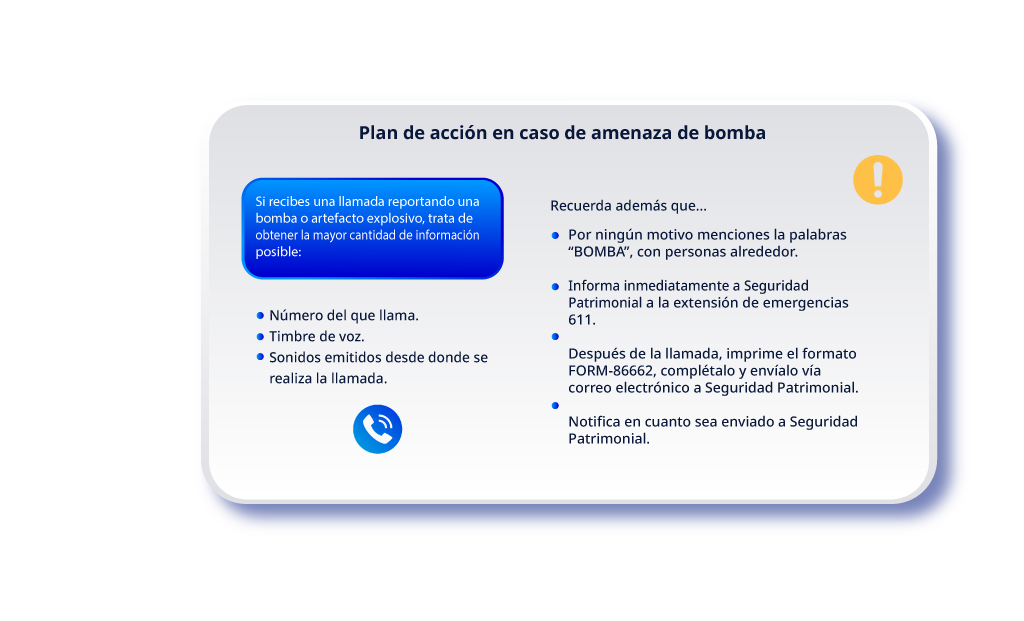 Plan de acción en caso de amenaza de bomba
Si recibes una llamada reportando una
bomba o artefacto explosivo, trata de
obtener la mayor cantidad de información
posible:
Número del que llama.
Timbre de voz.
Sonidos emitidos desde donde se
realiza la llamada.
Recuerda además que...
Por ningún motivo menciones la palabras
“BOMBA”, con personas alrededor.
Informa inmediatamente a Seguridad
Patrimonial a la extensión de emergencias
611.
Después de la llamada, imprime el formato
FORM-86662, complétalo y envíalo vía
correo electrónico a Seguridad Patrimonial.
Notifica en cuanto sea enviado a Seguridad
Patrimonial.